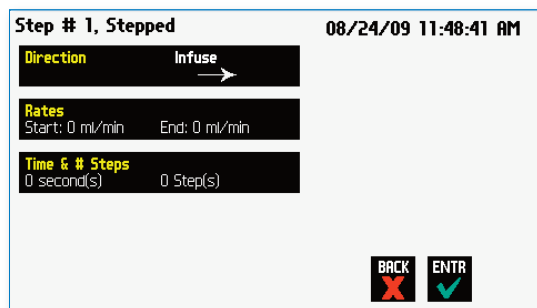 Step # 1, Stepped 08/24/09 11:48:41 AM
Direction Infuse
Rates
Start: 0 ml/min End: 0 ml/min
Time & # Steps
0 second(s) 0 Step(s)
BACK ENTR